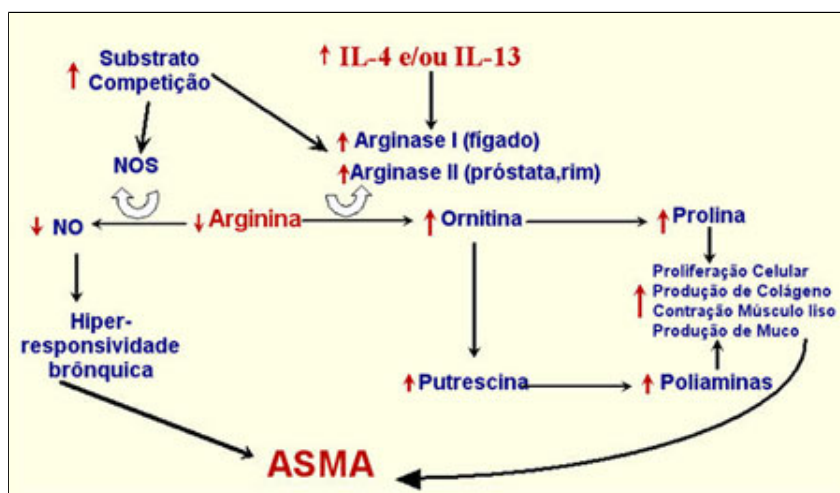 Substrato
Competição
IL-4 e/ou IL-13
Arginase I (fígado)
Arginase II (próstata,rim)
NOS
NO
Arginina
Ornitina
Prolina
Proliferação Celular
Produção de Colágeno
Contração Músculo liso
Produção de Muco
Hiper-
responsividade
brônquica
Putrescina
Poliaminas
ASMA